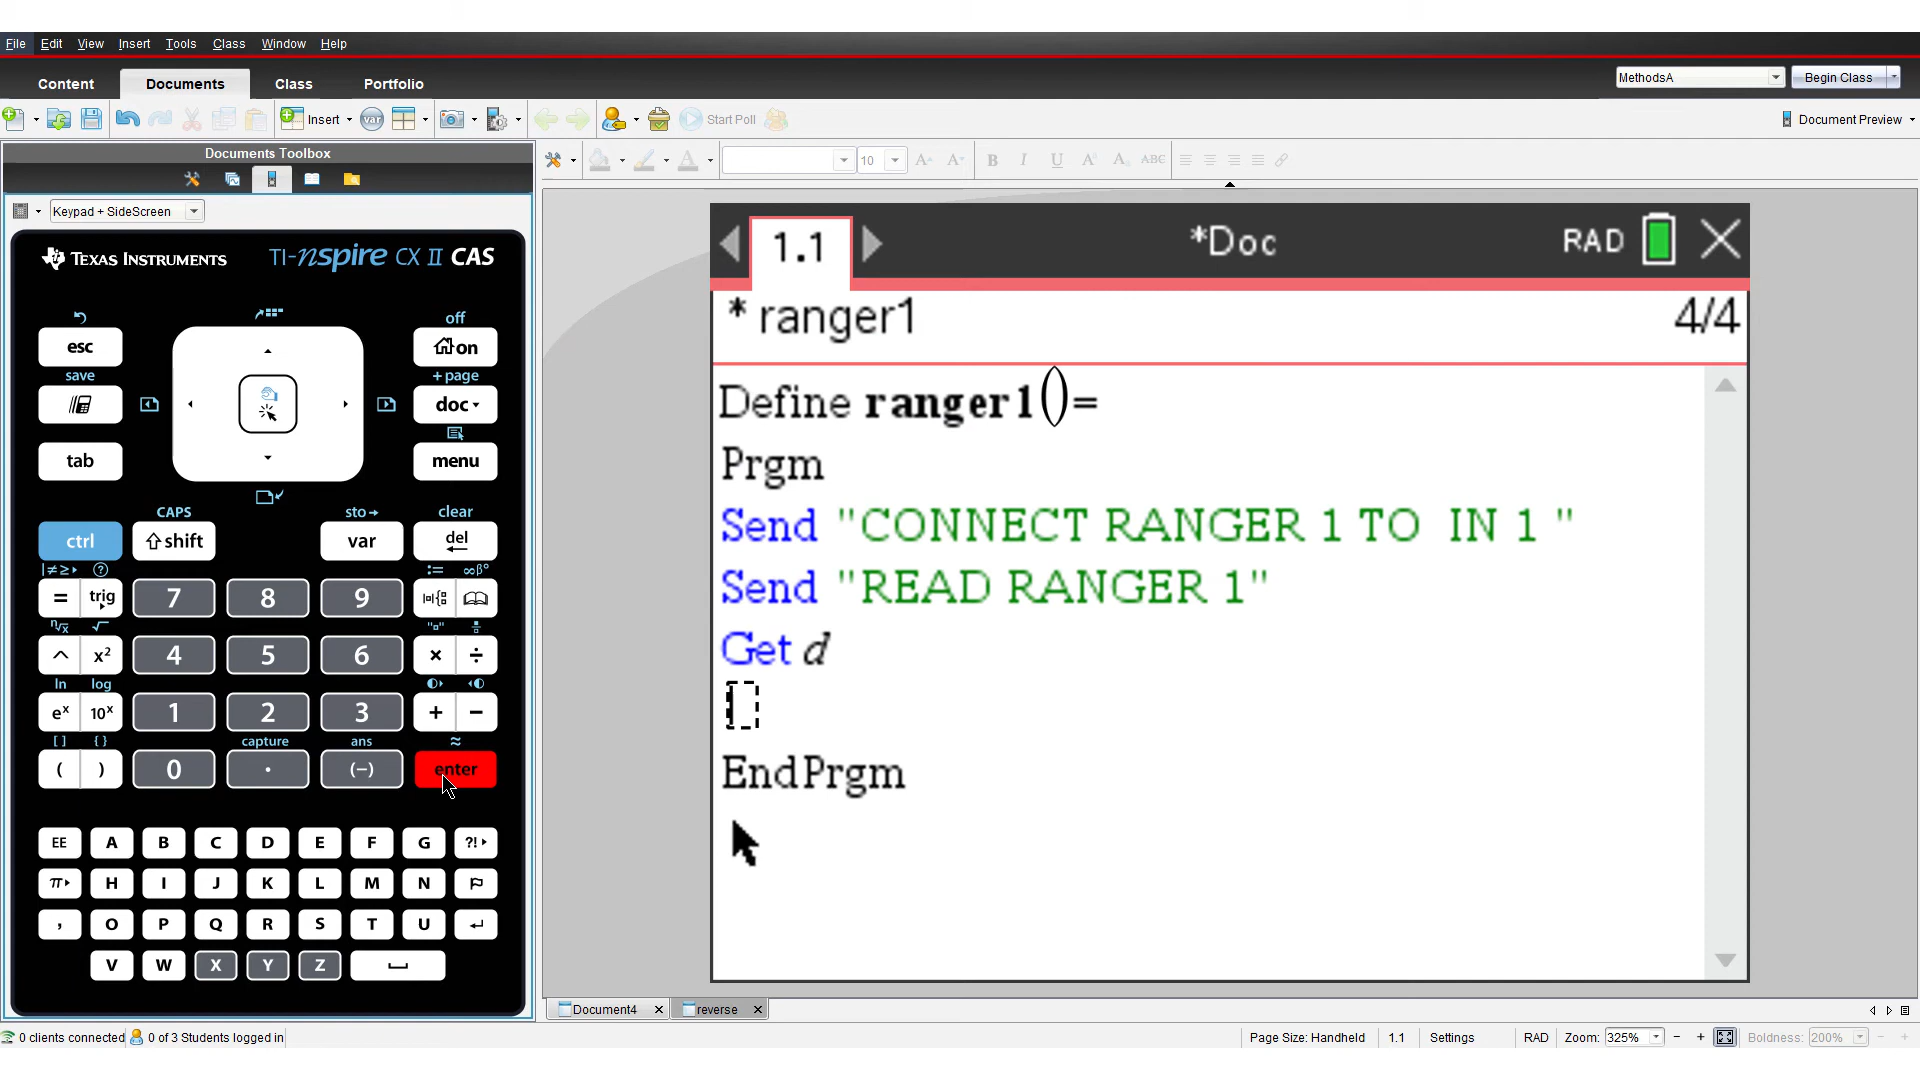 File Edit View Insert Tools Class Window Help
Content Documents Class Portfolio MethodsA Begin Class
Insert var Start Poll Document Preview
Documents Toolbox
10 B I U A A ABC
Keypad + SideScreen
TEXAS INSTRUMENTS TI-nspire CX II CAS
off
esc on
save + page
doc
tab menu
CAPS sto→ clear
ctrl shift var del
= trig 7 8 9
^ x² 4 5 6 × ÷
ln log
eˣ 10ˣ 1 2 3 + −
[ ] { } capture ans ≈
( ) 0 . (−) enter
EE A B C D E F G ?!
π H I J K L M N
, O P Q R S T U
V W X Y Z
1.1 *Doc RAD
* ranger1 4/4
Define ranger1()=
Prgm
Send "CONNECT RANGER 1 TO  IN 1 "
Send "READ RANGER 1"
Get d
EndPrgm
Document4 reverse
0 clients connected 0 of 3 Students logged in Page Size: Handheld 1.1 Settings RAD Zoom: 325% − + Boldness: 200% − +